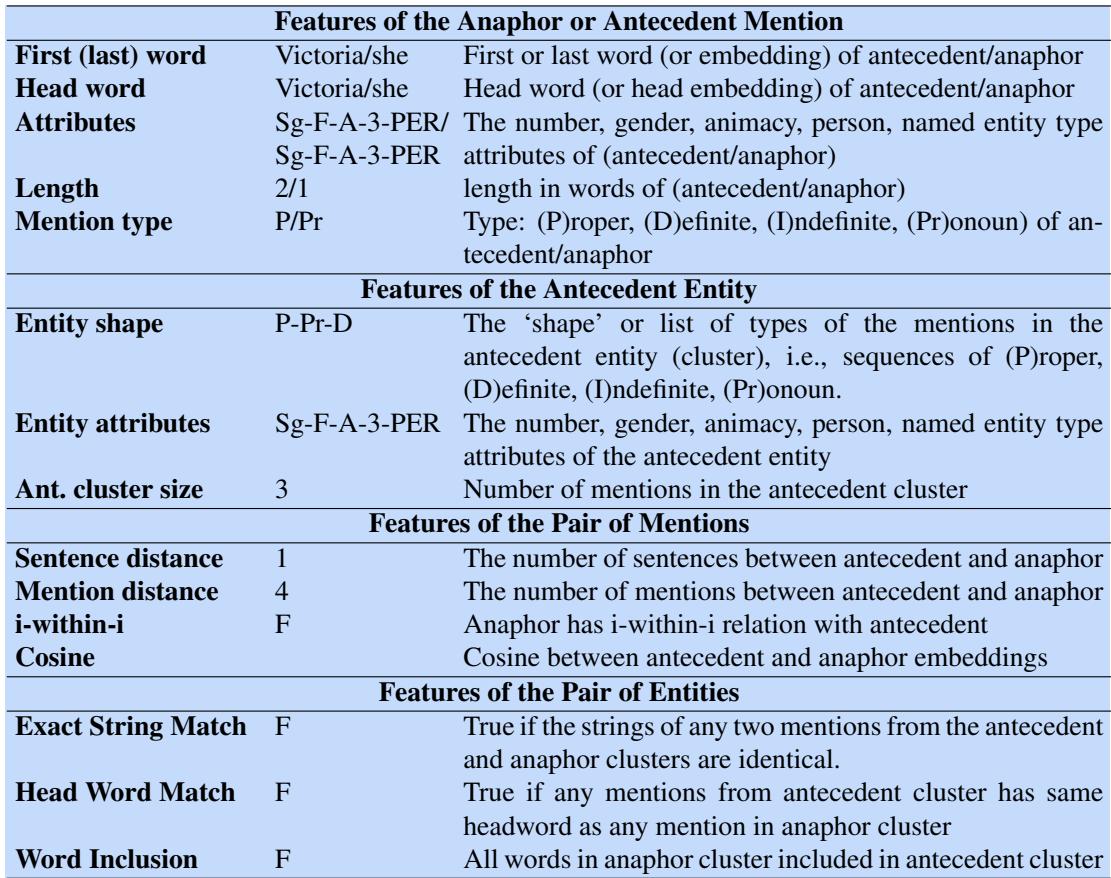 Features of the Anaphor or Antecedent Mention
First (last) word Victoria/she First or last word (or embedding) of antecedent/anaphor
Head word Victoria/she Head word (or head embedding) of antecedent/anaphor
Attributes Sg-F-A-3-PER/ The number, gender, animacy, person, named entity type
Sg-F-A-3-PER attributes of (antecedent/anaphor)
Length 2/1 length in words of (antecedent/anaphor)
Mention type P/Pr Type: (P)roper, (D)efinite, (I)ndefinite, (Pr)onoun) of an-
tecedent/anaphor
Features of the Antecedent Entity
Entity shape P-Pr-D The ‘shape’ or list of types of the mentions in the
antecedent entity (cluster), i.e., sequences of (P)roper,
(D)efinite, (I)ndefinite, (Pr)onoun.
Entity attributes Sg-F-A-3-PER The number, gender, animacy, person, named entity type
attributes of the antecedent entity
Ant. cluster size 3 Number of mentions in the antecedent cluster
Features of the Pair of Mentions
Sentence distance 1 The number of sentences between antecedent and anaphor
Mention distance 4 The number of mentions between antecedent and anaphor
i-within-i F Anaphor has i-within-i relation with antecedent
Cosine Cosine between antecedent and anaphor embeddings
Features of the Pair of Entities
Exact String Match F True if the strings of any two mentions from the antecedent
and anaphor clusters are identical.
Head Word Match F True if any mentions from antecedent cluster has same
headword as any mention in anaphor cluster
Word Inclusion F All words in anaphor cluster included in antecedent cluster